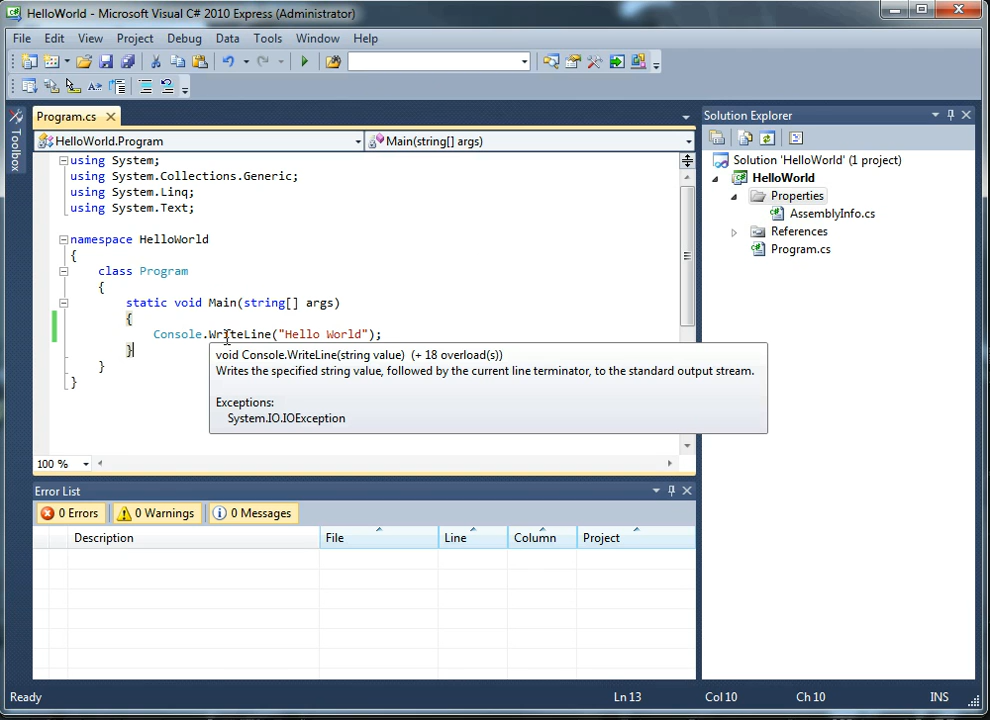 HelloWorld - Microsoft Visual C# 2010 Express (Administrator)
File Edit View Project Debug Data Tools Window Help
Program.cs
Solution Explorer
Toolbox
HelloWorld.Program
Main(string[] args)
using System;
using System.Collections.Generic;
using System.Linq;
using System.Text;
namespace HelloWorld
{
class Program
{
static void Main(string[] args)
{
Console.WriteLine("Hello World");
}
}
}
void Console.WriteLine(string value) (+ 18 overload(s))
Writes the specified string value, followed by the current line terminator, to the standard output stream.
Exceptions:
System.IO.IOException
Solution 'HelloWorld' (1 project)
HelloWorld
Properties
AssemblyInfo.cs
References
Program.cs
100 %
Error List
0 Errors 0 Warnings 0 Messages
Description File Line Column Project
Ready Ln 13 Col 10 Ch 10 INS